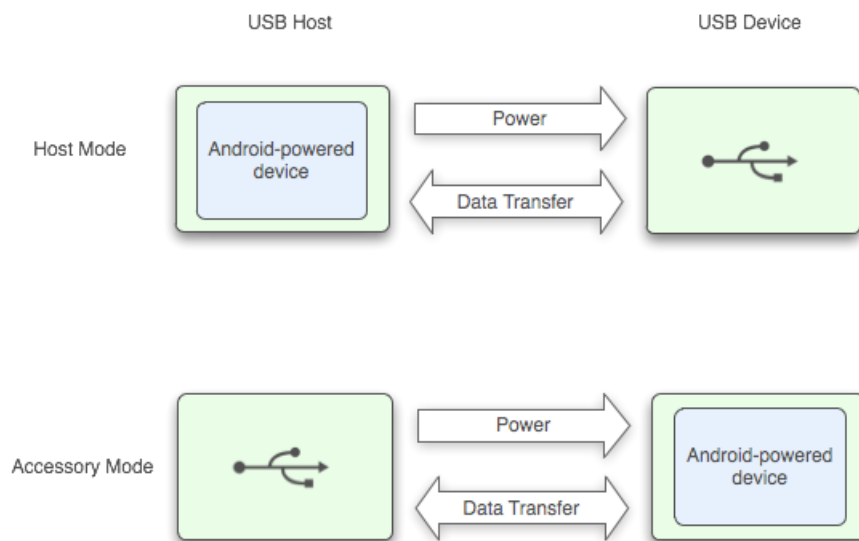 USB Host
USB Device
Host Mode
Android-powered
device
Power
Data Transfer
Accessory Mode
Power
Data Transfer
Android-powered
device